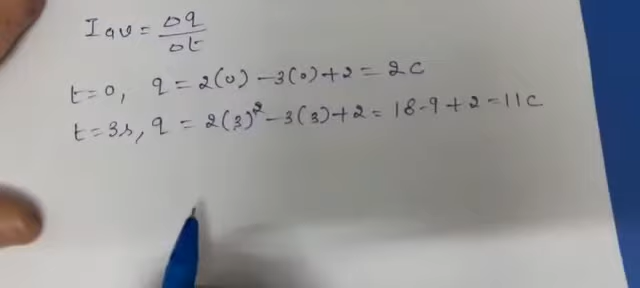 Iav = Δq/Δt
t=0, q = 2(0) -3(0)+2 = 2C
t=3s, q = 2(3)² -3(3)+2 = 18-9+2 = 11C